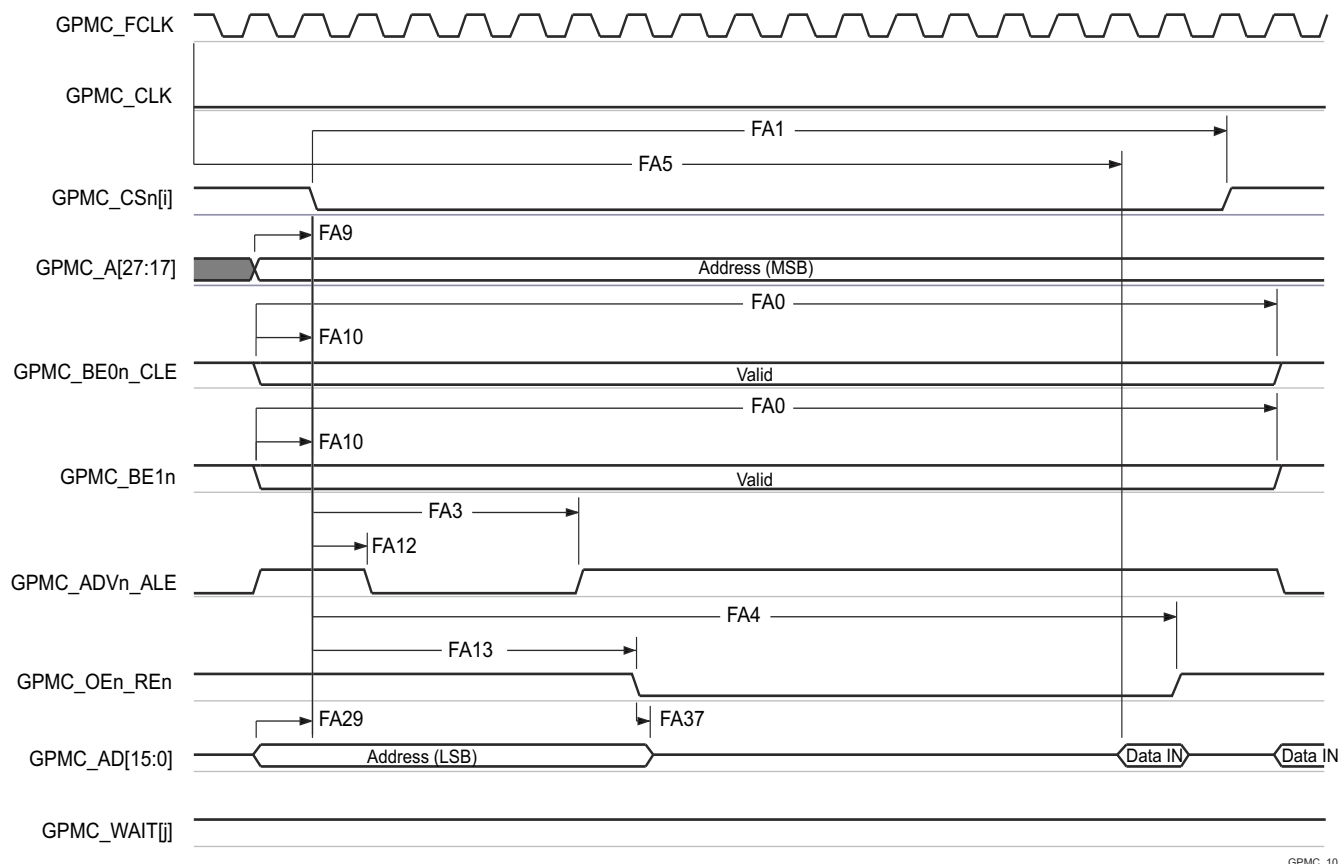 GPMC_FCLK
GPMC_CLK
FA1
FA5
GPMC_CSn[i]
FA9
GPMC_A[27:17]
Address (MSB)
FA0
FA10
GPMC_BE0n_CLE
Valid
FA0
FA10
GPMC_BE1n
Valid
FA3
FA12
GPMC_ADVn_ALE
FA4
FA13
GPMC_OEn_REn
FA29
FA37
GPMC_AD[15:0]
Address (LSB)
Data IN
Data IN
GPMC_WAIT[j]
GPMC_10